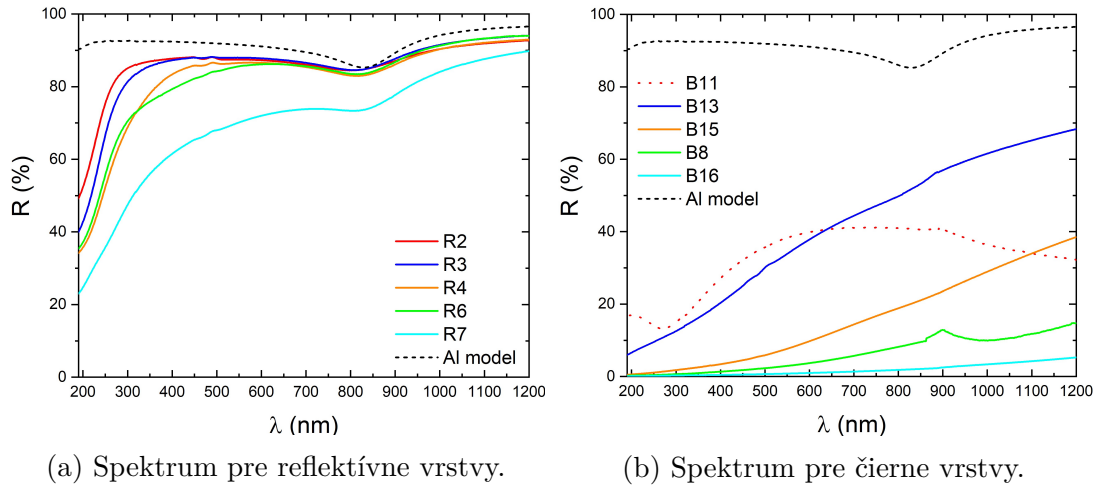 100
80
60
40
20
0
R (%)
R2
R3
R4
R6
R7
Al model
200 300 400 500 600 700 800 900 1000 1100 1200
λ (nm)
(a) Spektrum pre reflektívne vrstvy.
100
80
60
40
20
0
R (%)
B11
B13
B15
B8
B16
Al model
200 300 400 500 600 700 800 900 1000 1100 1200
λ (nm)
(b) Spektrum pre čierne vrstvy.